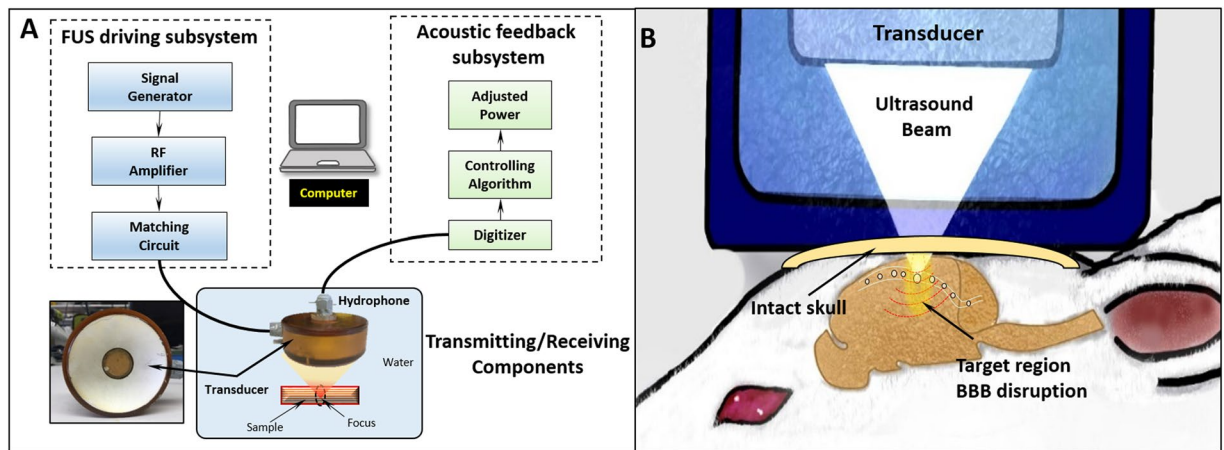 A
FUS driving subsystem
Signal
Generator
RF
Amplifier
Matching
Circuit
Computer
Acoustic feedback
subsystem
Adjusted
Power
Controlling
Algorithm
Digitizer
Hydrophone
Water
Transducer
Sample
Focus
Transmitting/Receiving
Components
B
Transducer
Ultrasound
Beam
Intact skull
Target region
BBB disruption